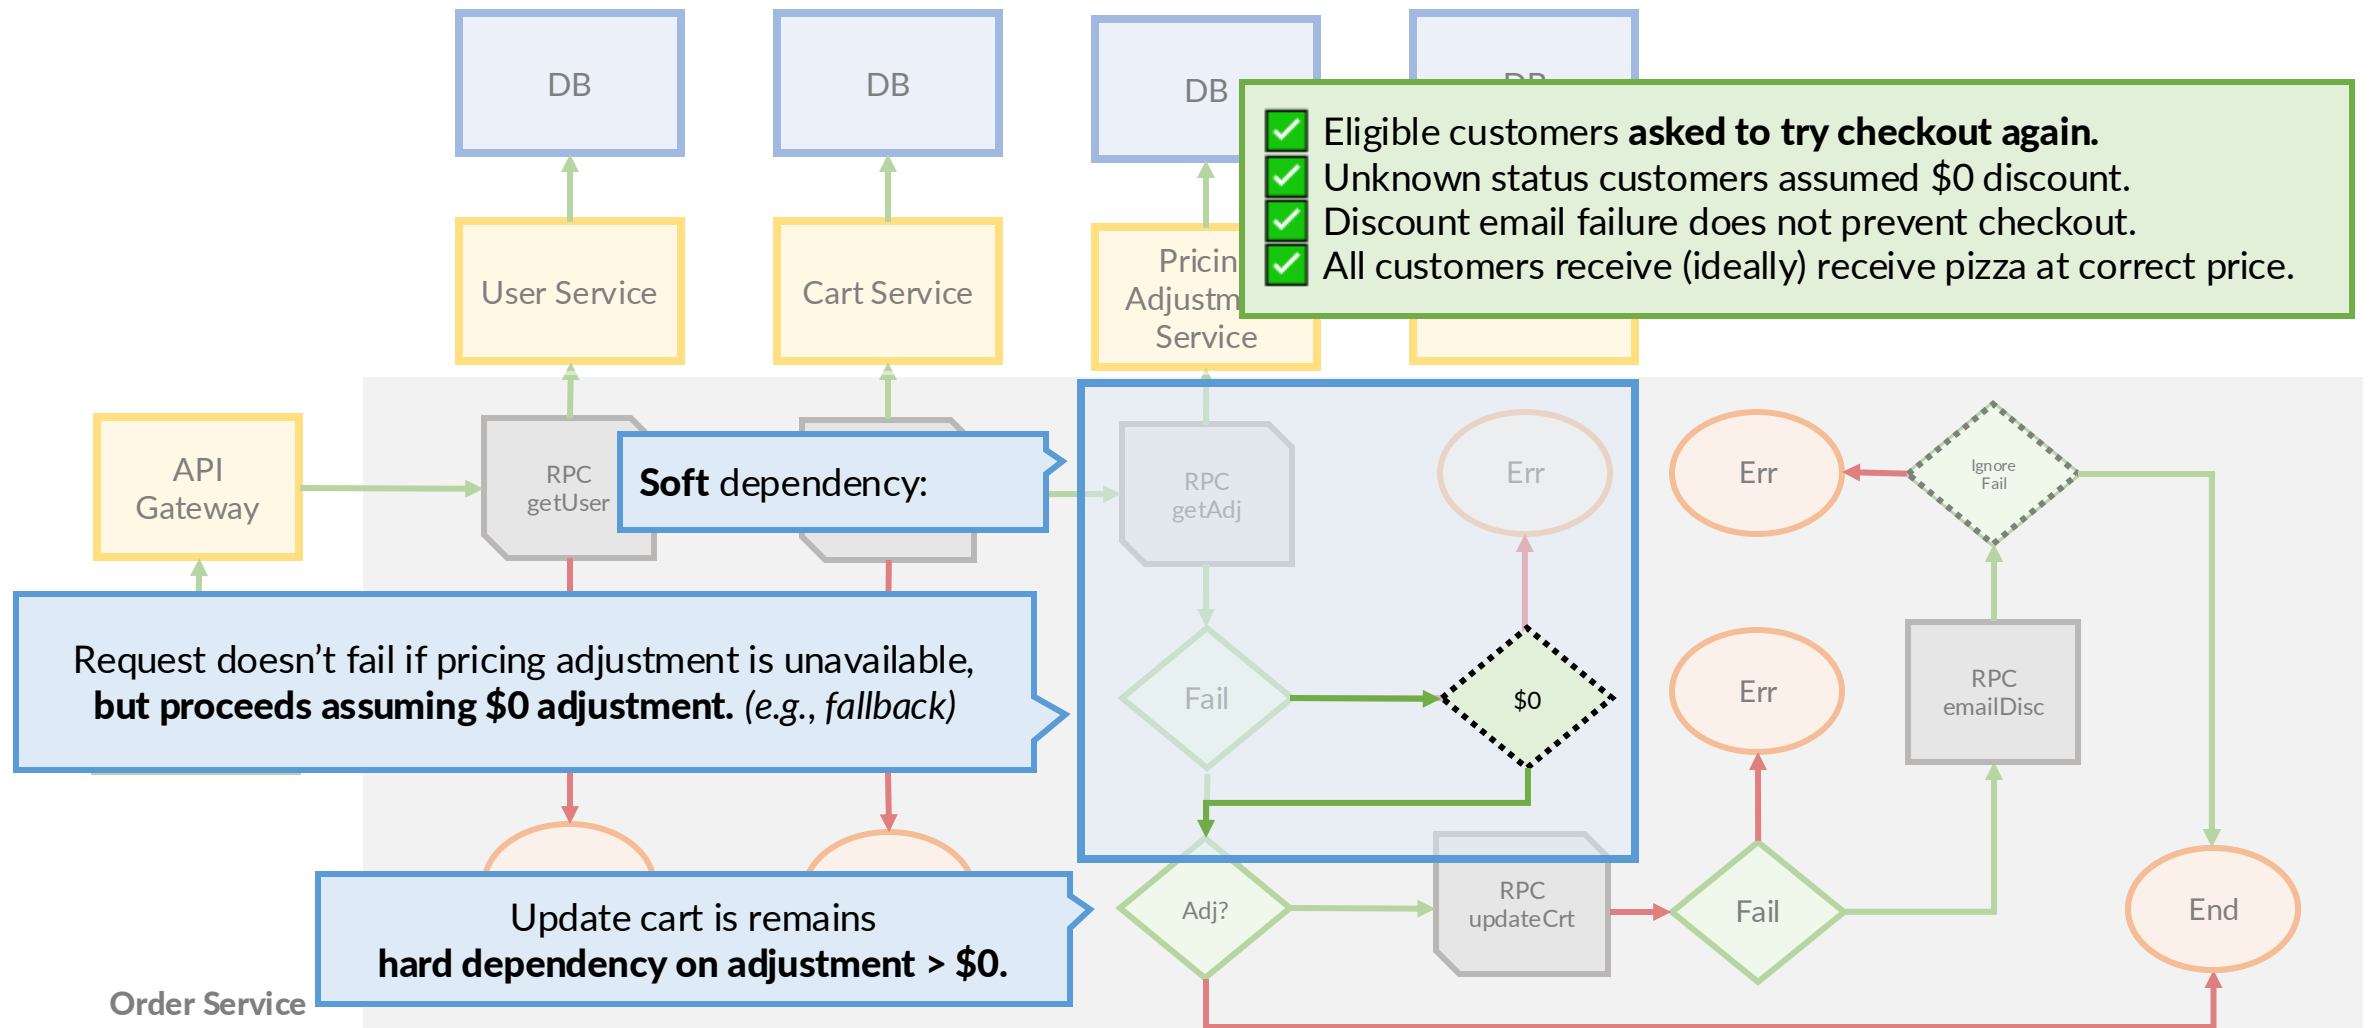 DB
DB
DB
DB
✅ Eligible customers asked to try checkout again.
✅ Unknown status customers assumed $0 discount.
✅ Discount email failure does not prevent checkout.
✅ All customers receive (ideally) receive pizza at correct price.
User Service
Cart Service
Service
API
Gateway
RPC
getUser
Soft dependency:
RPC
getAdj
Err
Err
Ignore
Fail
Request doesn't fail if pricing adjustment is unavailable,
but proceeds assuming $0 adjustment. (e.g., fallback)
Fail
$0
Err
RPC
emailDisc
Update cart is remains
hard dependency on adjustment > $0.
Adj?
RPC
updateCrt
Fail
End
Order Service